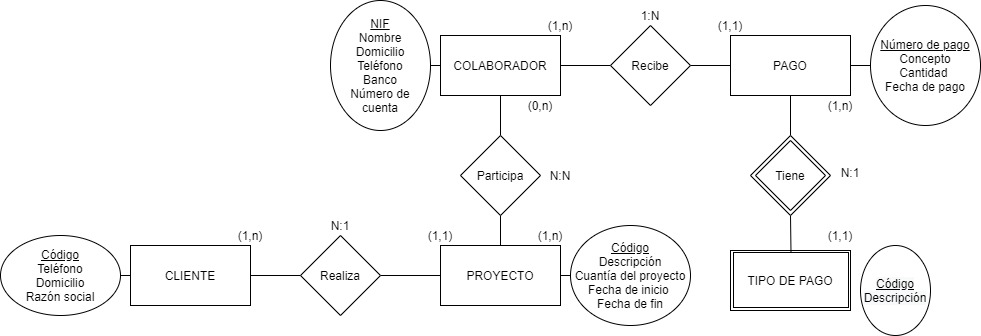 NIF
Nombre
Domicilio
Teléfono
Banco
Número de
cuenta
(1,n)
COLABORADOR
(0,n)
1:N
Recibe
(1,1)
PAGO
(1,n)
Número de pago
Concepto
Cantidad
Fecha de pago
Participa
N:N
Tiene
N:1
Código
Teléfono
Domicilio
Razón social
(1,n)
CLIENTE
N:1
Realiza
(1,1)
(1,n)
PROYECTO
Código
Descripción
Cuantía del proyecto
Fecha de inicio
Fecha de fin
(1,1)
TIPO DE PAGO
Código
Descripción